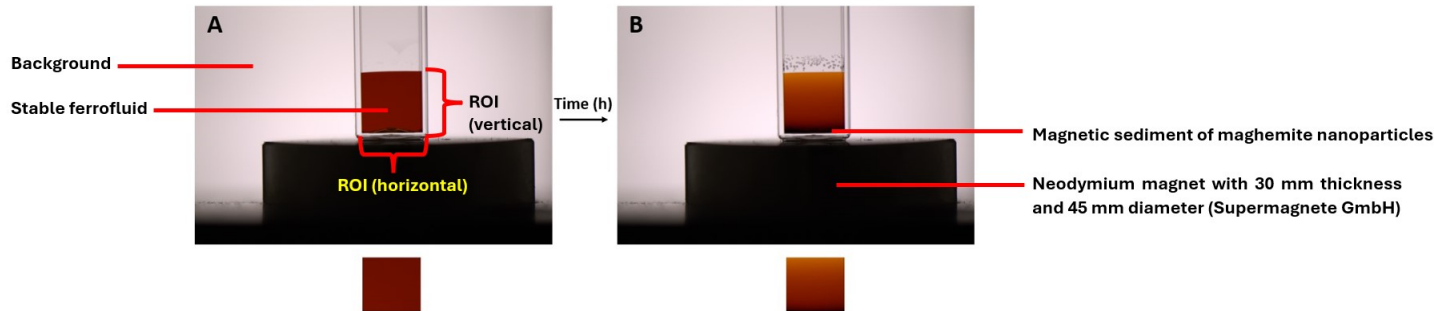 A
B
Background
Stable ferrofluid
ROI
(vertical)
ROI (horizontal)
Time (h)
Magnetic sediment of maghemite nanoparticles
Neodymium magnet with 30 mm thickness
and 45 mm diameter (Supermagnete GmbH)